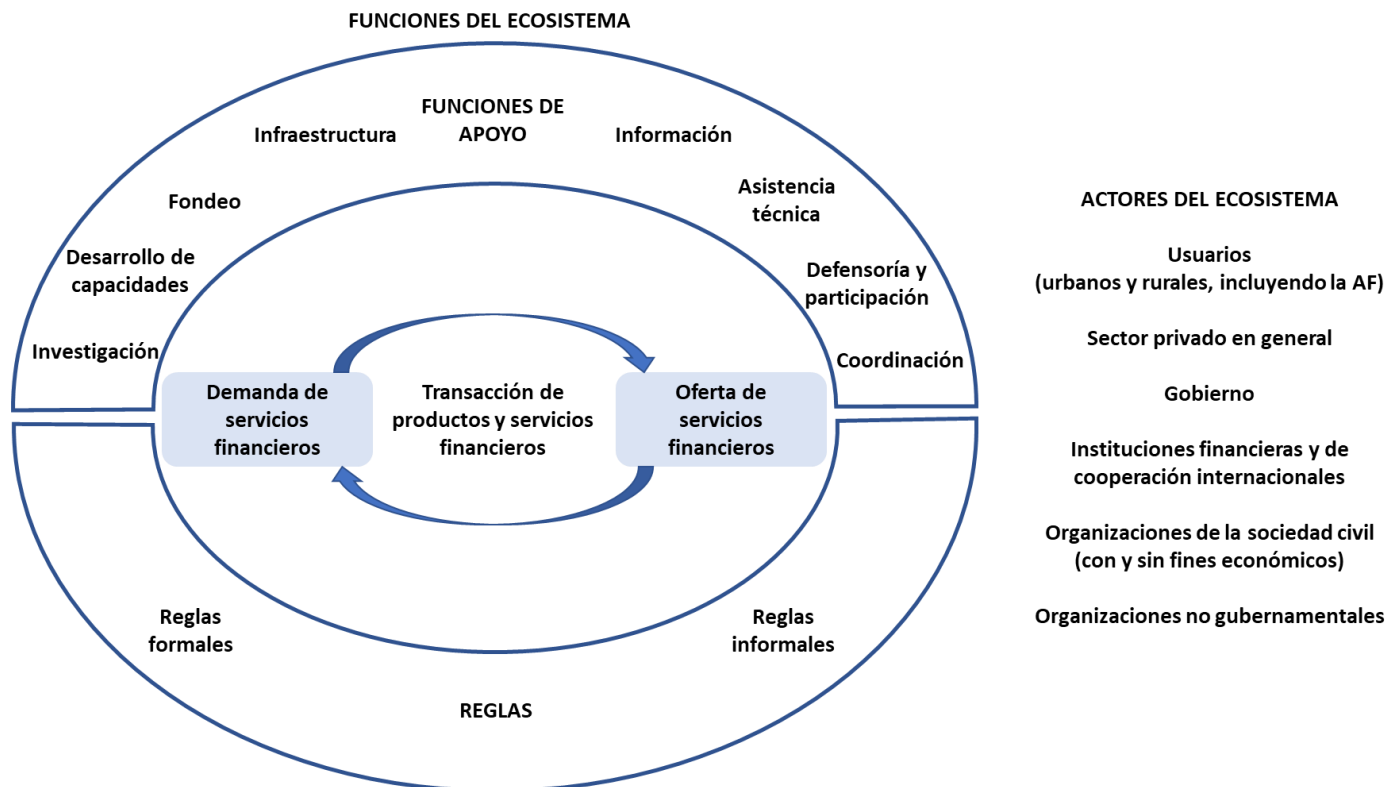 FUNCIONES DEL ECOSISTEMA
FUNCIONES DE
APOYO
Infraestructura
Información
Fondeo
Asistencia
técnica
Desarrollo de
capacidades
Defensoría y
participación
Investigación
Coordinación
Demanda de
servicios
financieros
Transacción de
productos y servicios
financieros
Oferta de
servicios
financieros
Reglas
formales
Reglas
informales
REGLAS
ACTORES DEL ECOSISTEMA
Usuarios
(urbanos y rurales, incluyendo la AF)
Sector privado en general
Gobierno
Instituciones financieras y de
cooperación internacionales
Organizaciones de la sociedad civil
(con y sin fines económicos)
Organizaciones no gubernamentales